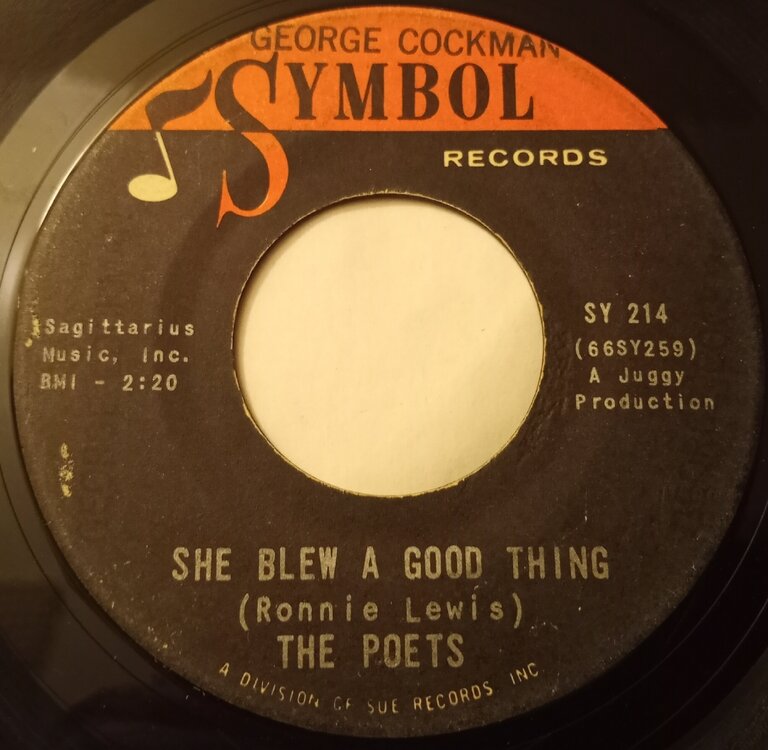 GEORGE COCKMAN
SYMBOL
RECORDS
Sagittarius
Music, Inc.
BMI - 2:20
SY 214
(66SY259)
A Juggy
Production
SHE BLEW A GOOD THING
(Ronnie Lewis)
THE POETS
A DIVISION OF SUE RECORDS INC